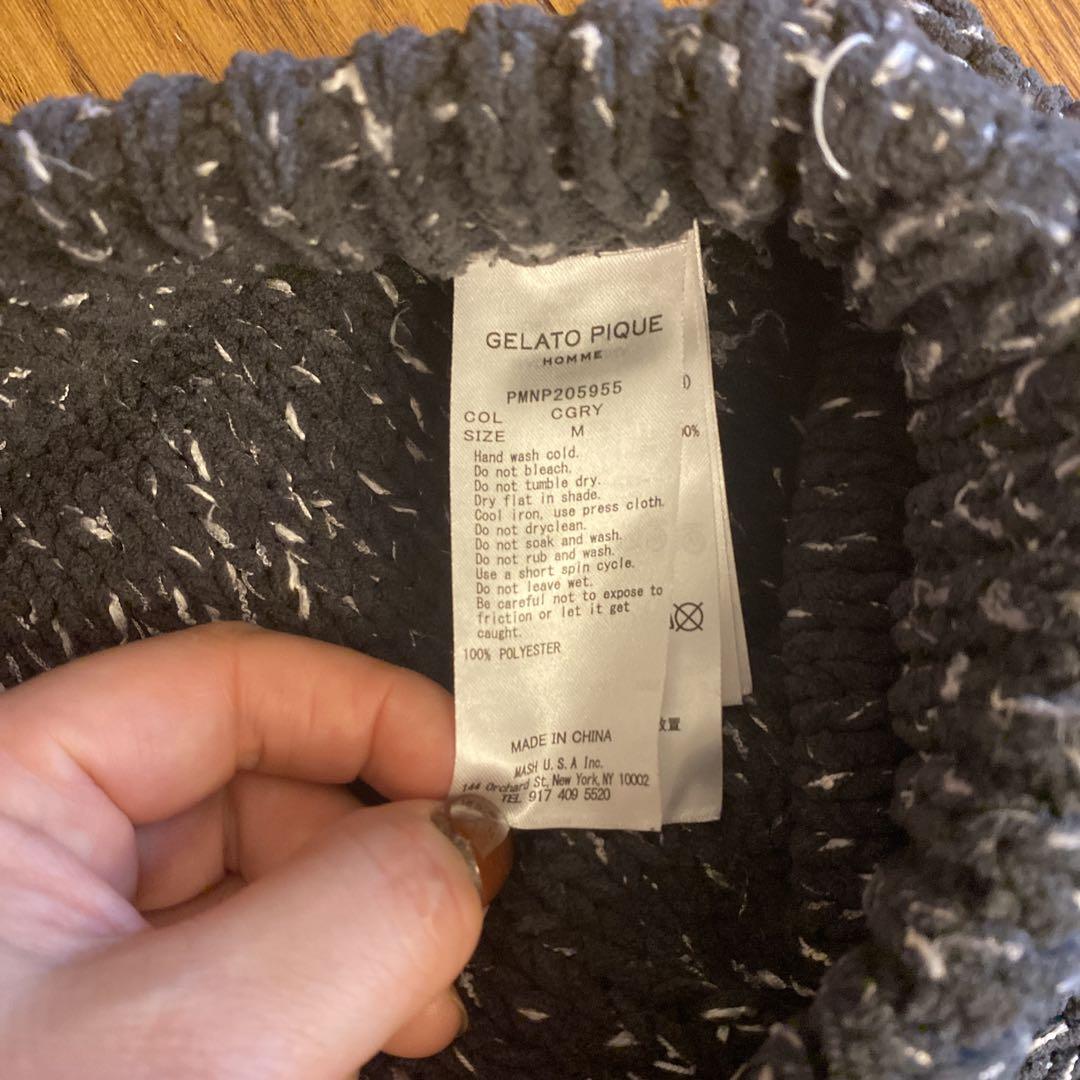 GELATO PIQUE
HOMME
PMNP205955
COL CGRY
SIZE M
Hand wash cold.
Do not bleach.
Do not tumble dry.
Dry flat in shade.
Cool iron, use press cloth.
Do not dryclean.
Do not soak and wash.
Do not rub and wash.
Use a short spin cycle.
Do not leave wet.
Be careful not to expose to
friction or let it get
caught.
100% POLYESTER
MADE IN CHINA
MASH U.S.A Inc.
144 Orchard St, New York, NY 10002
TEL 917 409 5520
0%
置